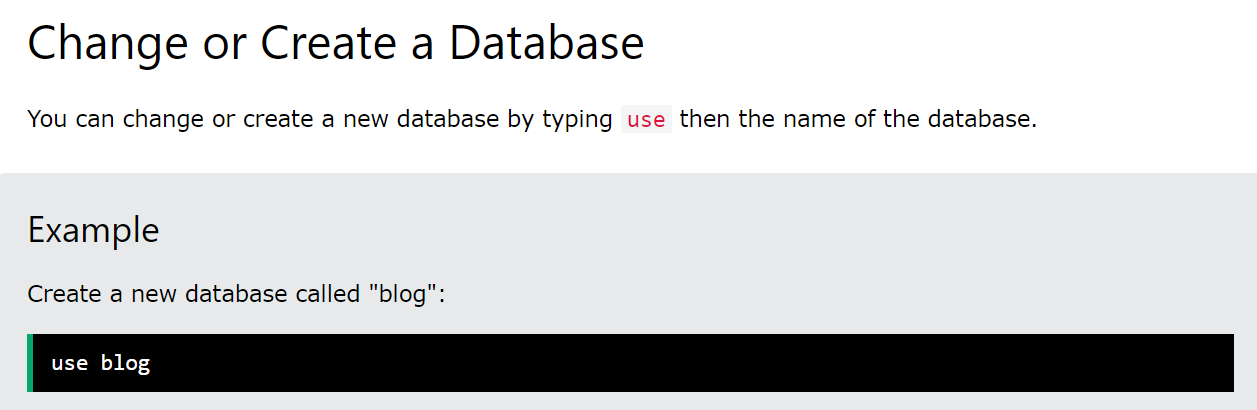 Change or Create a Database
You can change or create a new database by typing use then the name of the database.
Example
Create a new database called "blog":
use blog